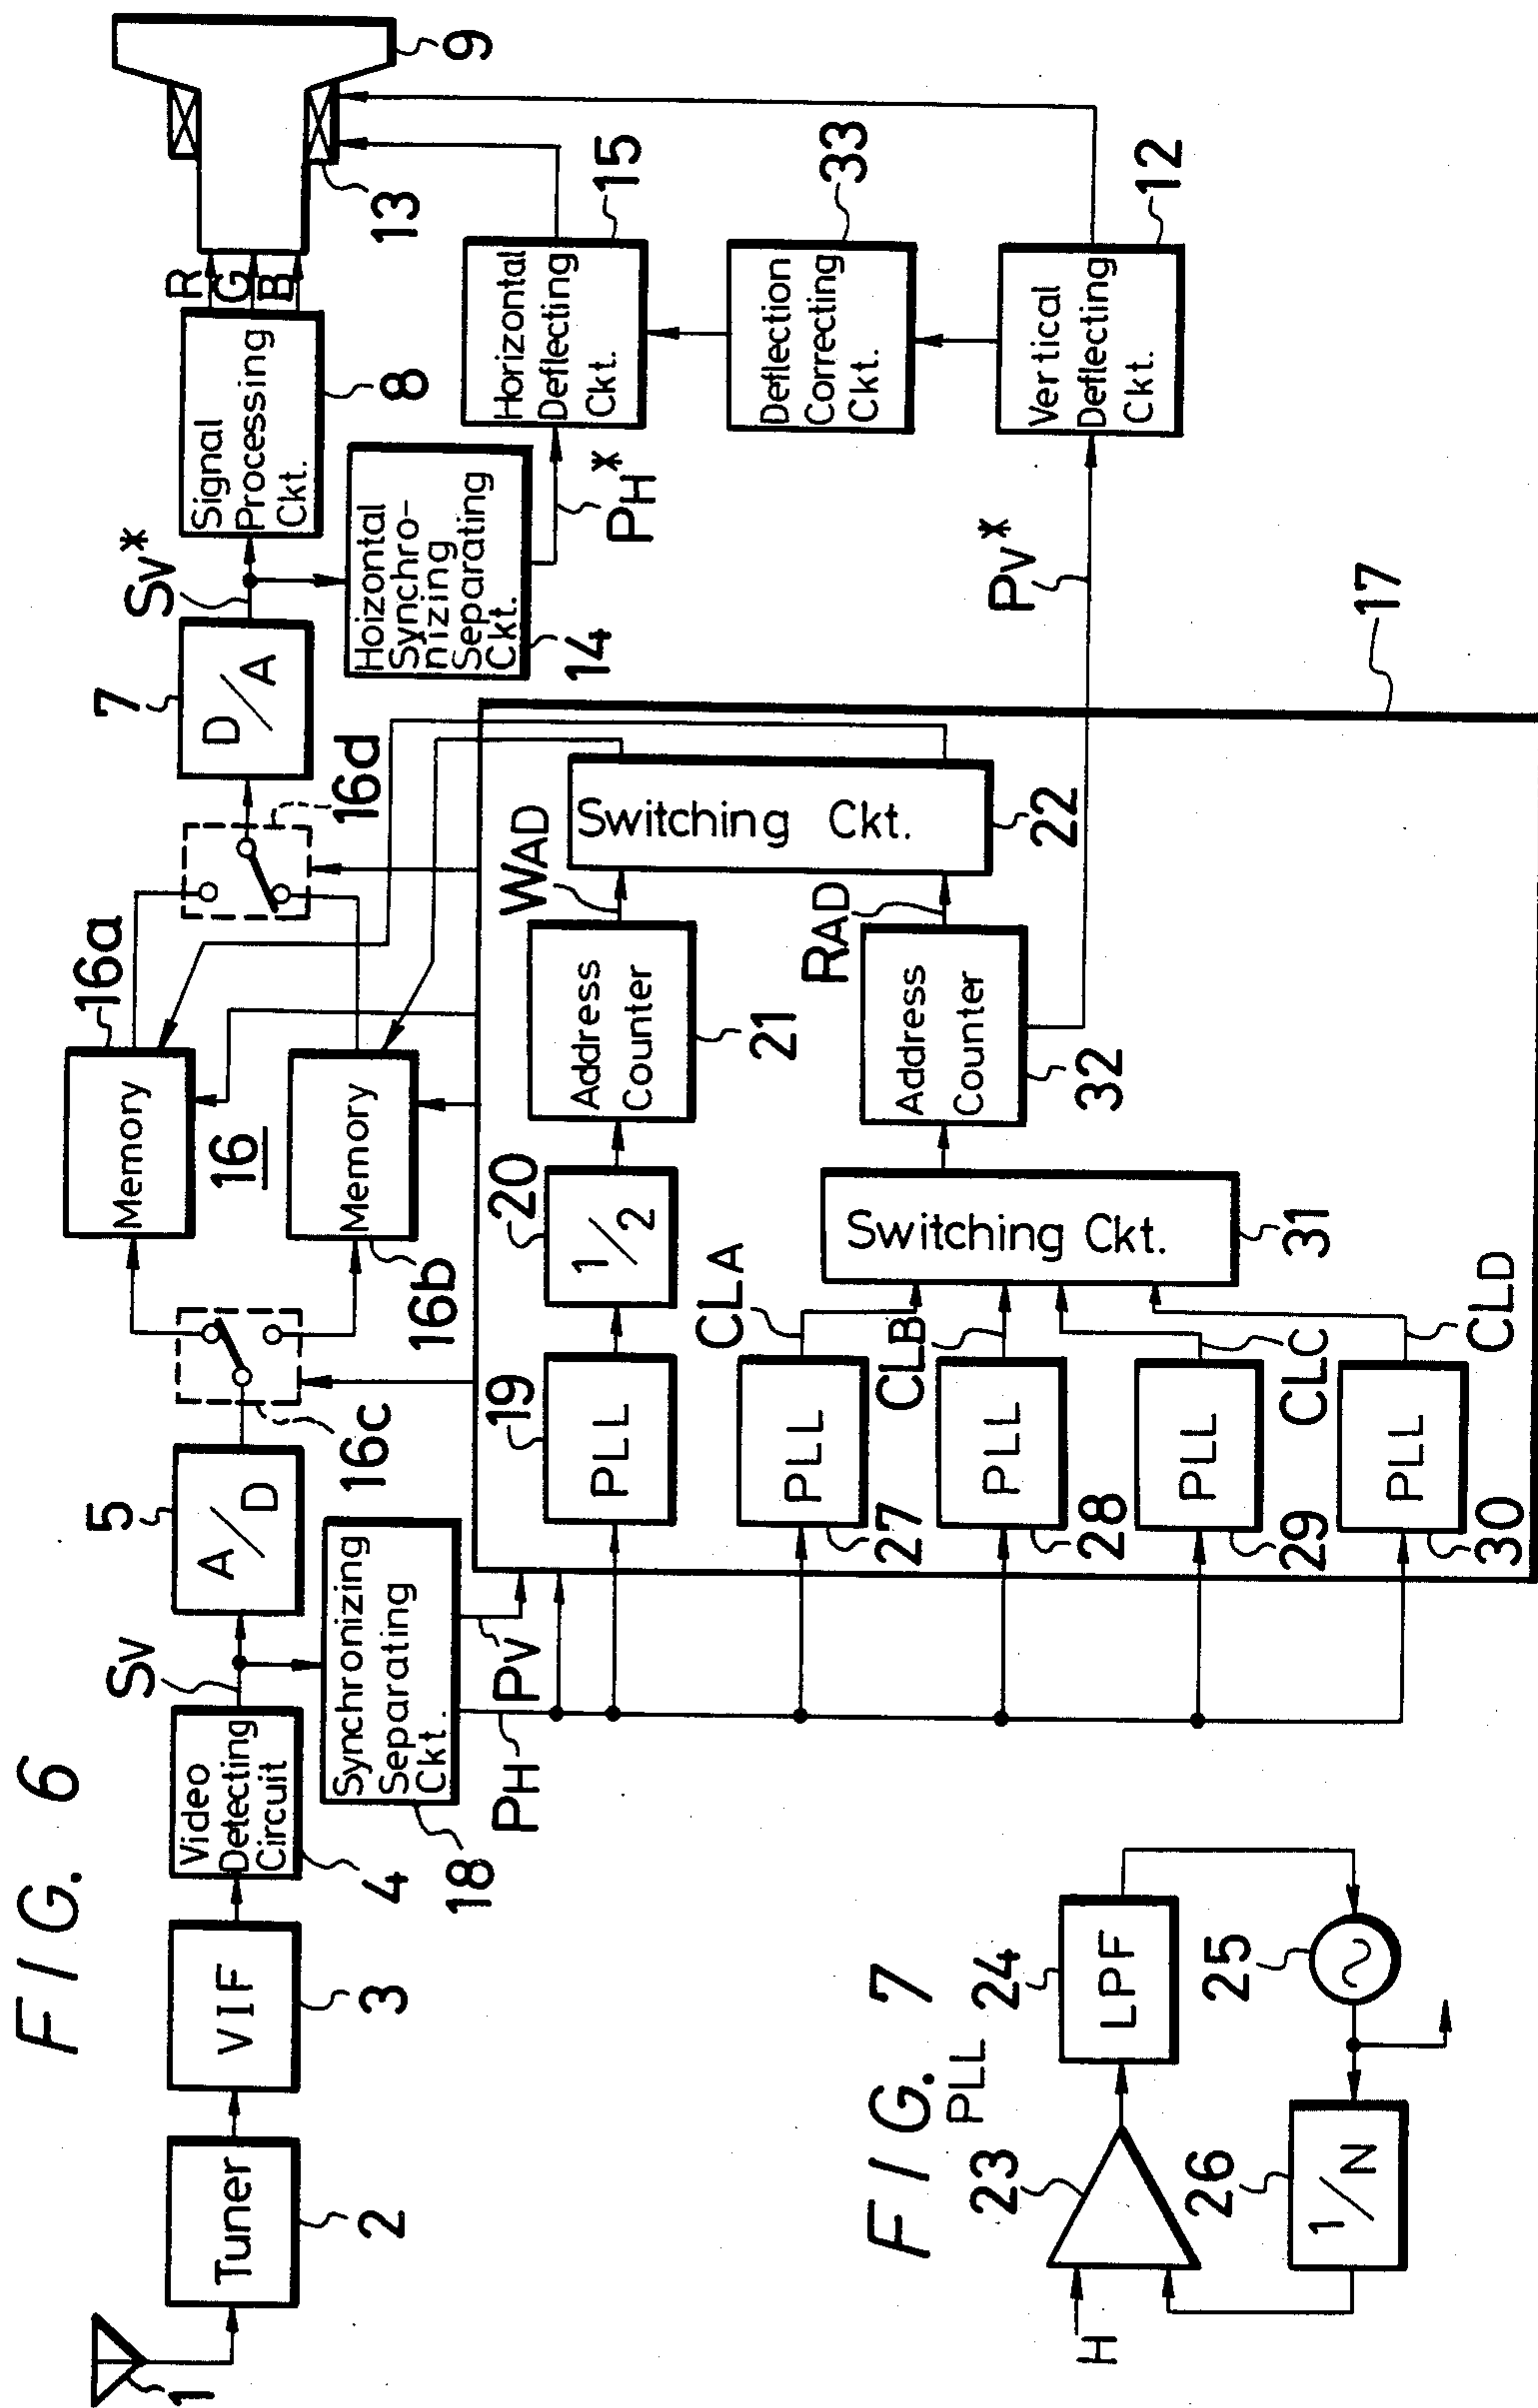 FIG. 6
1
Tuner
2
VIF
3
Video
Detecting
Circuit
4
Sv
A/D
5
16c
Memory
16a
16
Memory
16b
16d
D/A
7
Sv*
Signal
Processing
Ckt.
8
R
G
B
9
13
Synchronizing
Separating
Ckt.
18
PH
PV
Hoizontal
Synchro-
nizing
Separating
Ckt.
14
PH*
Horizontal
Deflecting
Ckt.
15
Deflection
Correcting
Ckt.
33
Vertical
Deflecting
Ckt.
12
PV*
17
PLL
19
1/2
20
Address
Counter
21
WAD
Switching Ckt.
22
PLL
27
CLA
PLL
28
CLB
PLL
29
CLC
PLL
30
CLD
Switching Ckt.
31
Address
Counter
32
RAD
FIG. 7
PLL
H
23
LPF
24
25
1/N
26